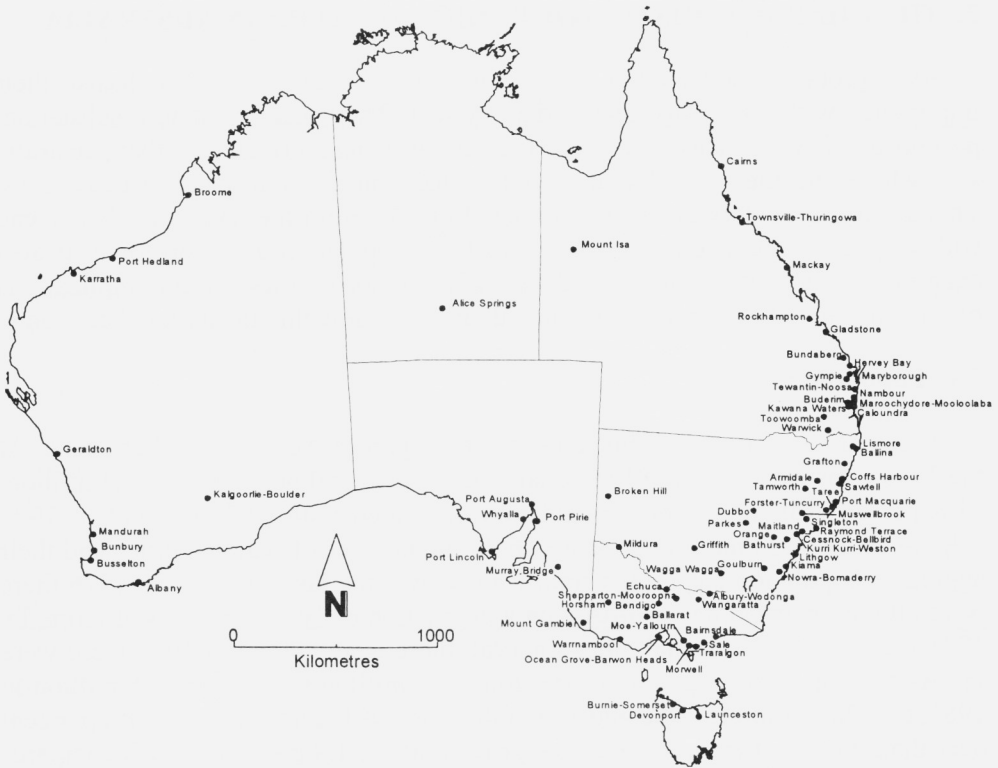 Cairns
Broome
Townsville-Thuringowa
Mount Isa
Port Hedland
Mackay
Karratha
Alice Springs
Rockhampton
Gladstone
Bundaberg
Hervey Bay
Gympie
Maryborough
Tewantin-Noosa
Nambour
Buderim
Maroochydore-Mooloolaba
Kawana Waters
Caloundra
Toowoomba
Warwick
Lismore
Ballina
Geraldton
Grafton
Coffs Harbour
Armidale
Sawtell
Tamworth
Kalgoorlie-Boulder
Broken Hill
Taree
Port Augusta
Port Macquarie
Forster-Tuncurry
Whyalla
Port Pirie
Dubbo
Muswellbrook
Singleton
Parkes
Maitland
Raymond Terrace
Mandurah
Orange
Cessnock-Bellbird
Bunbury
Mildura
Griffith
Bathurst
Kurri Kurri-Weston
Port Lincoln
Lithgow
Busselton
Murray Bridge
Wagga Wagga
Goulburn
Kiama
Nowra-Bomaderry
Albany
Echuca
Shepparton-Mooroopna
Albury-Wodonga
Horsham
Bendigo
Wangaratta
N
Ballarat
Mount Gambier
Moe-Yallourn
Bairnsdale
0
1000
Warrnambool
Sale
Traralgon
Kilometres
Ocean Grove-Barwon Heads
Morwell
Burnie-Somerset
Devonport
Launceston